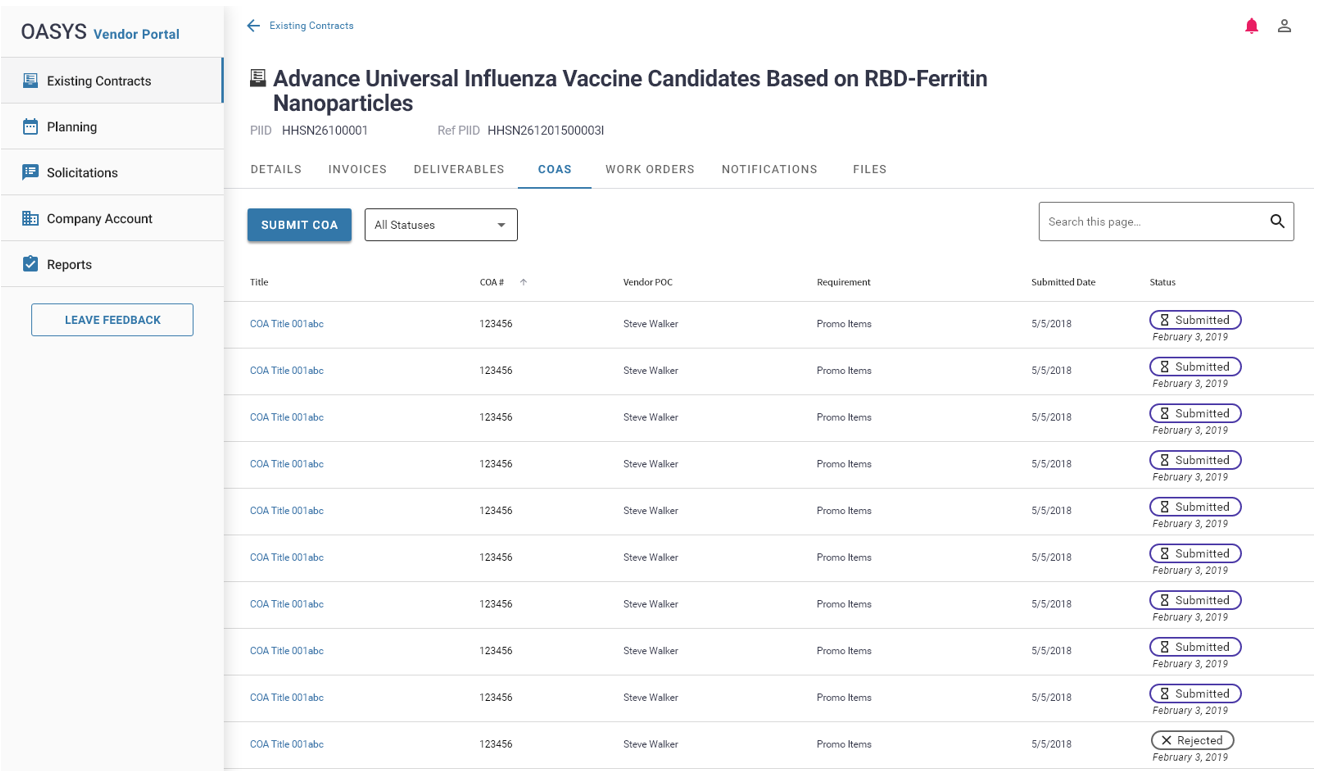 OASYS Vendor Portal
Existing Contracts
Planning
Solicitations
Company Account
Reports
LEAVE FEEDBACK
Existing Contracts
Advance Universal Influenza Vaccine Candidates Based on RBD-Ferritin
Nanoparticles
PIID HHSN26100001 Ref PIID HHSN261201500003I
DETAILS INVOICES DELIVERABLES COAS WORK ORDERS NOTIFICATIONS FILES
SUBMIT COA All Statuses Search this page...
Title COA # Vendor POC Requirement Submitted Date Status
COA Title 001abc 123456 Steve Walker Promo Items 5/5/2018 Submitted
February 3, 2019
COA Title 001abc 123456 Steve Walker Promo Items 5/5/2018 Submitted
February 3, 2019
COA Title 001abc 123456 Steve Walker Promo Items 5/5/2018 Submitted
February 3, 2019
COA Title 001abc 123456 Steve Walker Promo Items 5/5/2018 Submitted
February 3, 2019
COA Title 001abc 123456 Steve Walker Promo Items 5/5/2018 Submitted
February 3, 2019
COA Title 001abc 123456 Steve Walker Promo Items 5/5/2018 Submitted
February 3, 2019
COA Title 001abc 123456 Steve Walker Promo Items 5/5/2018 Submitted
February 3, 2019
COA Title 001abc 123456 Steve Walker Promo Items 5/5/2018 Submitted
February 3, 2019
COA Title 001abc 123456 Steve Walker Promo Items 5/5/2018 Submitted
February 3, 2019
COA Title 001abc 123456 Steve Walker Promo Items 5/5/2018 Rejected
February 3, 2019